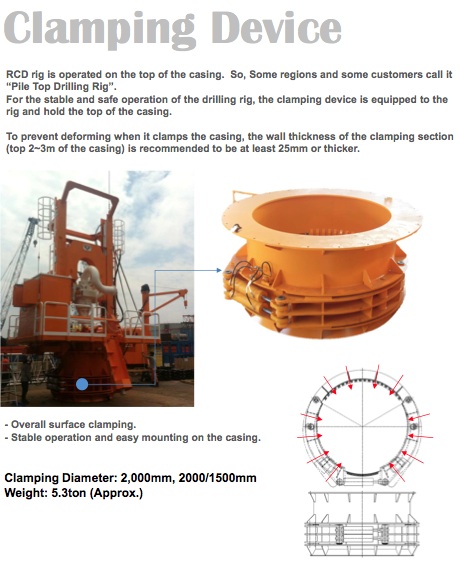 Clamping Device
RCD rig is operated on the top of the casing.  So, Some regions and some customers call it
“Pile Top Drilling Rig”.
For the stable and safe operation of the drilling rig, the clamping device is equipped to the
rig and hold the top of the casing.
To prevent deforming when it clamps the casing, the wall thickness of the clamping section
(top 2~3m of the casing) is recommended to be at least 25mm or thicker.
- Overall surface clamping.
- Stable operation and easy mounting on the casing.
Clamping Diameter: 2,000mm, 2000/1500mm
Weight: 5.3ton (Approx.)